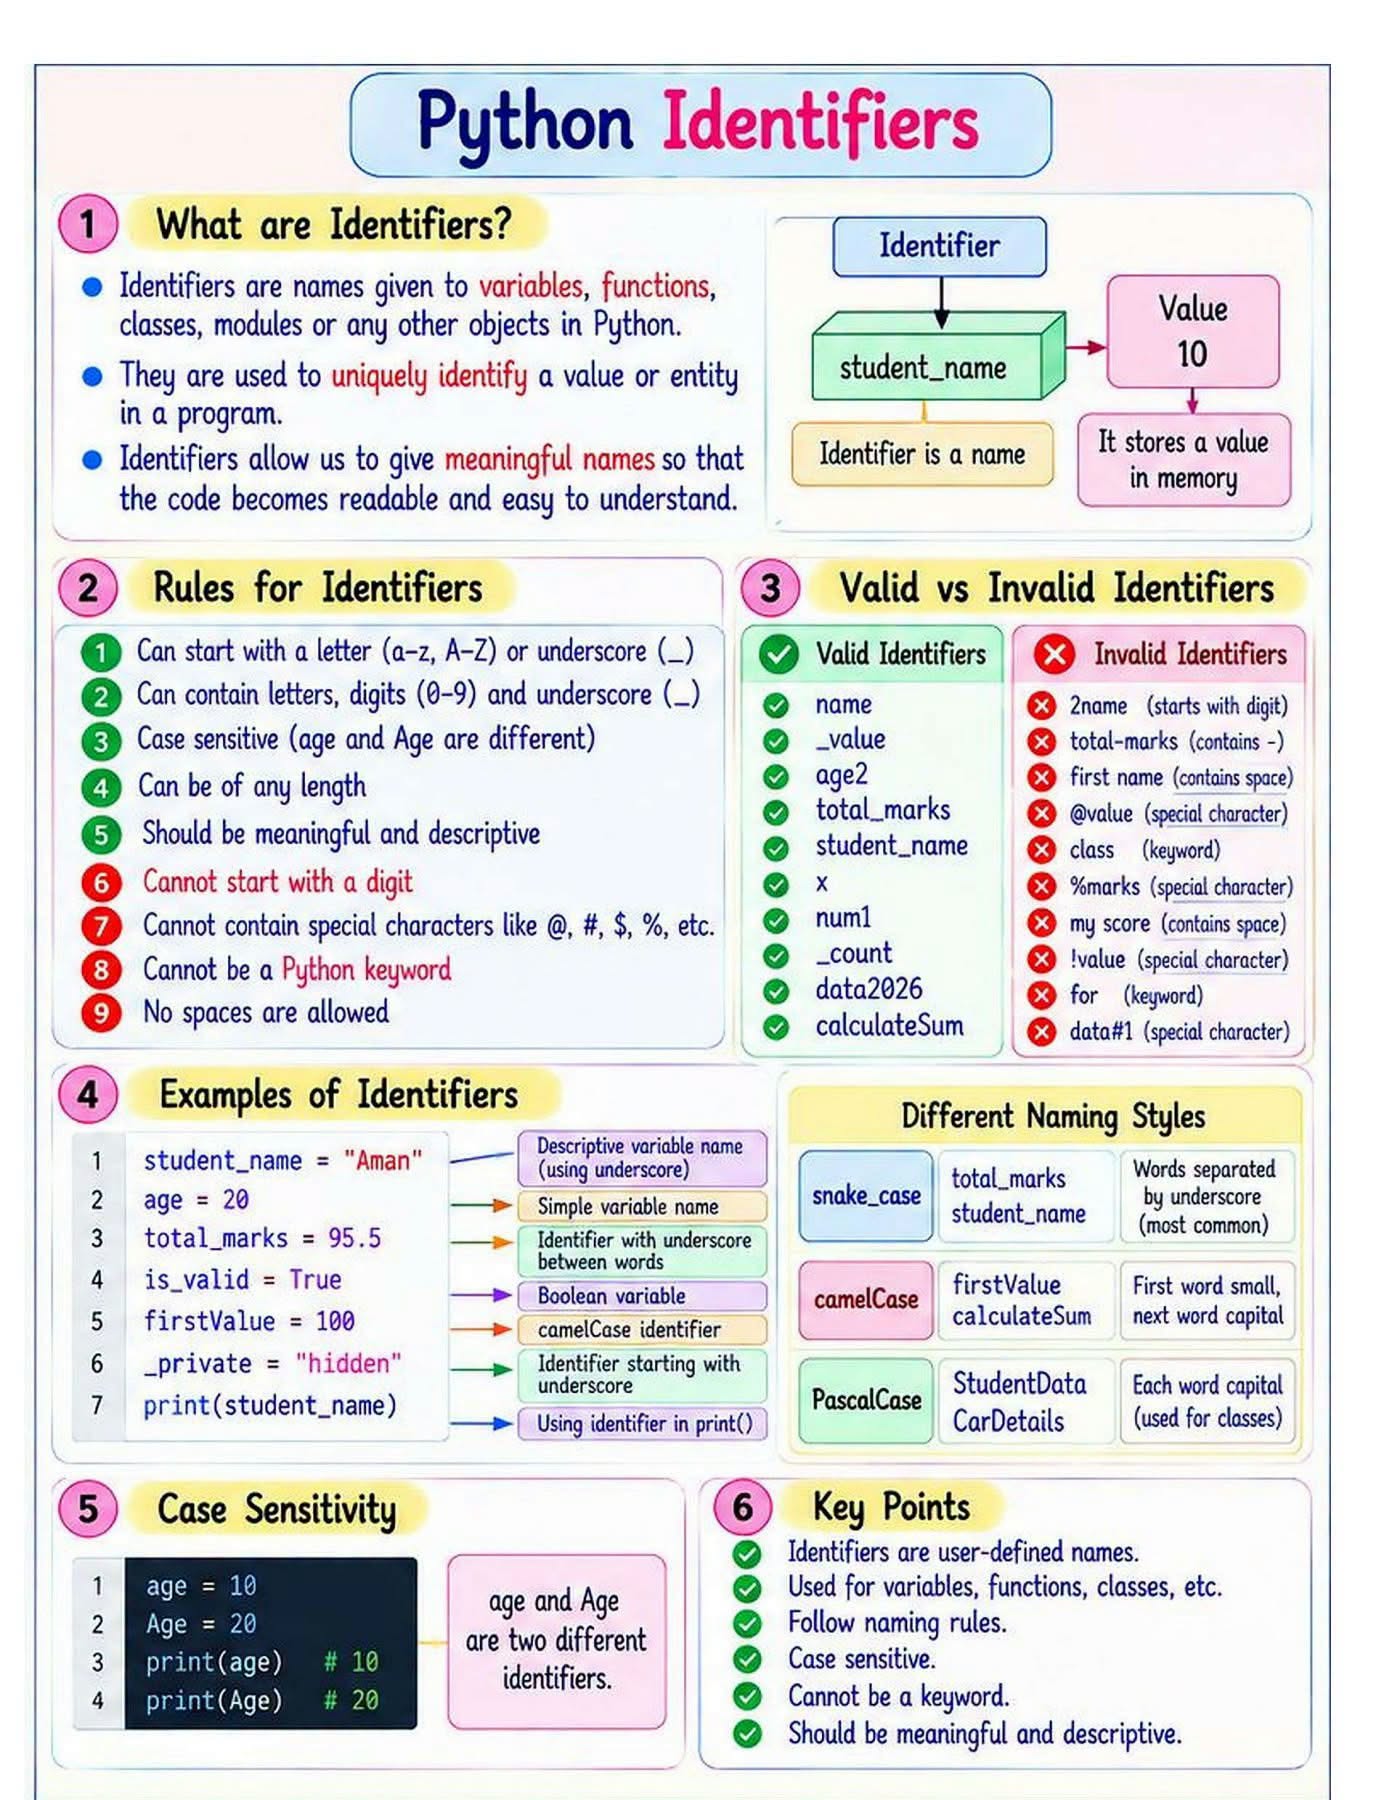 Python Identifiers
1 What are Identifiers?
Identifiers are names given to variables, functions,
classes, modules or any other objects in Python.
They are used to uniquely identify a value or entity
in a program.
Identifiers allow us to give meaningful names so that
the code becomes readable and easy to understand.
Identifier
student_name
Identifier is a name
Value
10
It stores a value
in memory
2 Rules for Identifiers
1 Can start with a letter (a-z, A-Z) or underscore (_)
2 Can contain letters, digits (0-9) and underscore (_)
3 Case sensitive (age and Age are different)
4 Can be of any length
5 Should be meaningful and descriptive
6 Cannot start with a digit
7 Cannot contain special characters like @, #, $, %, etc.
8 Cannot be a Python keyword
9 No spaces are allowed
3 Valid vs Invalid Identifiers
Valid Identifiers
name
_value
age2
total_marks
student_name
x
num1
_count
data2026
calculateSum
Invalid Identifiers
2name (starts with digit)
total-marks (contains -)
first name (contains space)
@value (special character)
class (keyword)
%marks (special character)
my score (contains space)
!value (special character)
for (keyword)
data#1 (special character)
4 Examples of Identifiers
1 student_name = "Aman"
2 age = 20
3 total_marks = 95.5
4 is_valid = True
5 firstValue = 100
6 _private = "hidden"
7 print(student_name)
Descriptive variable name
(using underscore)
Simple variable name
Identifier with underscore
between words
Boolean variable
camelCase identifier
Identifier starting with
underscore
Using identifier in print()
Different Naming Styles
snake_case
total_marks
student_name
Words separated
by underscore
(most common)
camelCase
firstValue
calculateSum
First word small,
next word capital
PascalCase
StudentData
CarDetails
Each word capital
(used for classes)
5 Case Sensitivity
1 age = 10
2 Age = 20
3 print(age) # 10
4 print(Age) # 20
age and Age
are two different
identifiers.
6 Key Points
Identifiers are user-defined names.
Used for variables, functions, classes, etc.
Follow naming rules.
Case sensitive.
Cannot be a keyword.
Should be meaningful and descriptive.